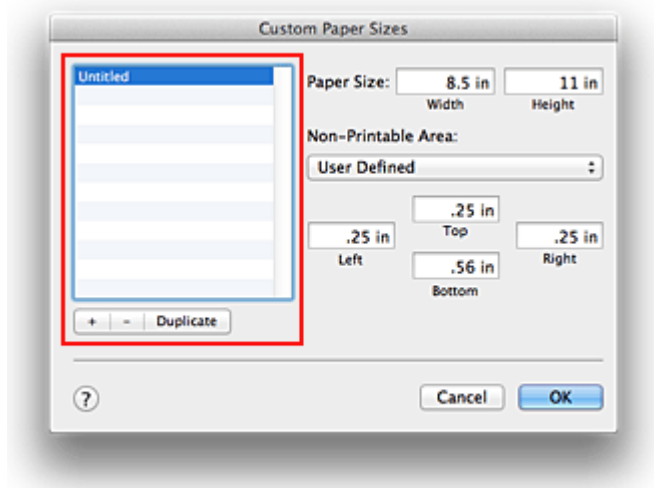 Custom Paper Sizes
Untitled
+ - Duplicate
Paper Size: 8.5 in 11 in
Width Height
Non-Printable Area:
User Defined
.25 in
Top
.25 in .25 in
Left Right
.56 in
Bottom
? Cancel OK